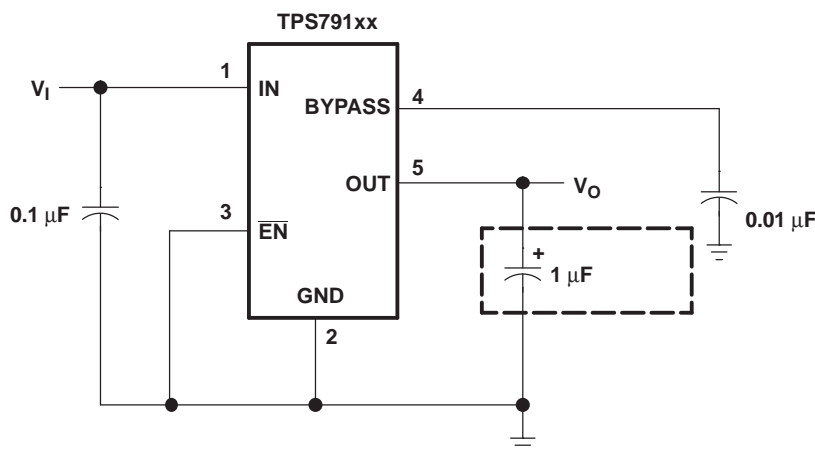 TPS791xx
1
V_I
IN
4
BYPASS
5
OUT
V_O
0.1 μF
3
EN
0.01 μF
+
1 μF
GND
2